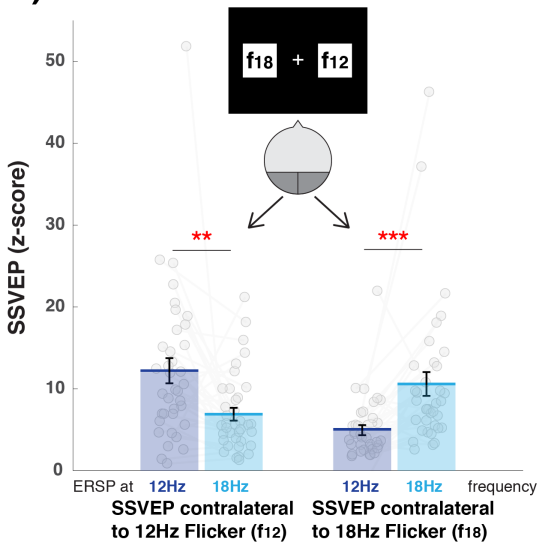 50
40
30
20
10
0
SSVEP (z-score)
f18 + f12
**
***
ERSP at 12Hz 18Hz 12Hz 18Hz frequency
SSVEP contralateral to 12Hz Flicker (f12)
SSVEP contralateral to 18Hz Flicker (f18)